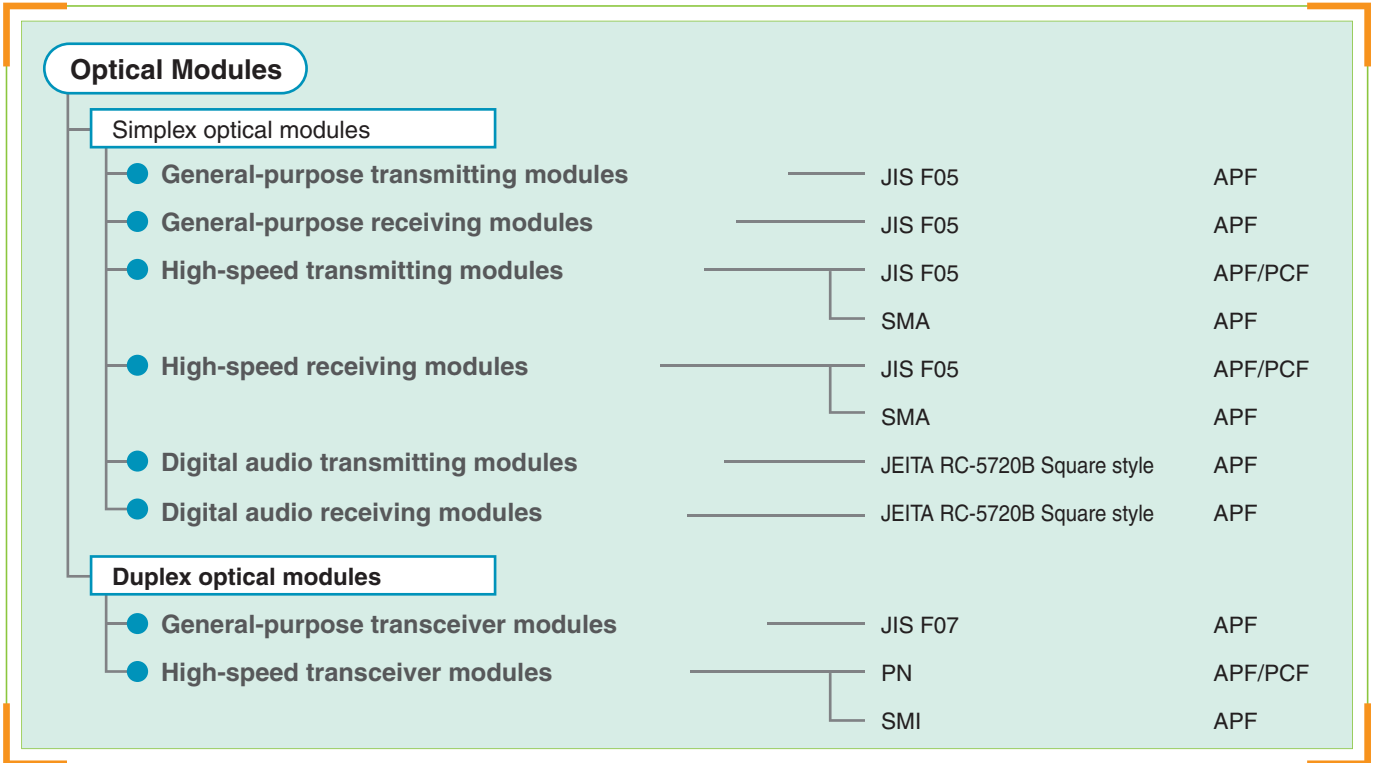 Optical Modules
Simplex optical modules
General-purpose transmitting modules JIS F05 APF
General-purpose receiving modules JIS F05 APF
High-speed transmitting modules JIS F05 APF/PCF
SMA APF
High-speed receiving modules JIS F05 APF/PCF
SMA APF
Digital audio transmitting modules JEITA RC-5720B Square style APF
Digital audio receiving modules JEITA RC-5720B Square style APF
Duplex optical modules
General-purpose transceiver modules JIS F07 APF
High-speed transceiver modules PN APF/PCF
SMI APF